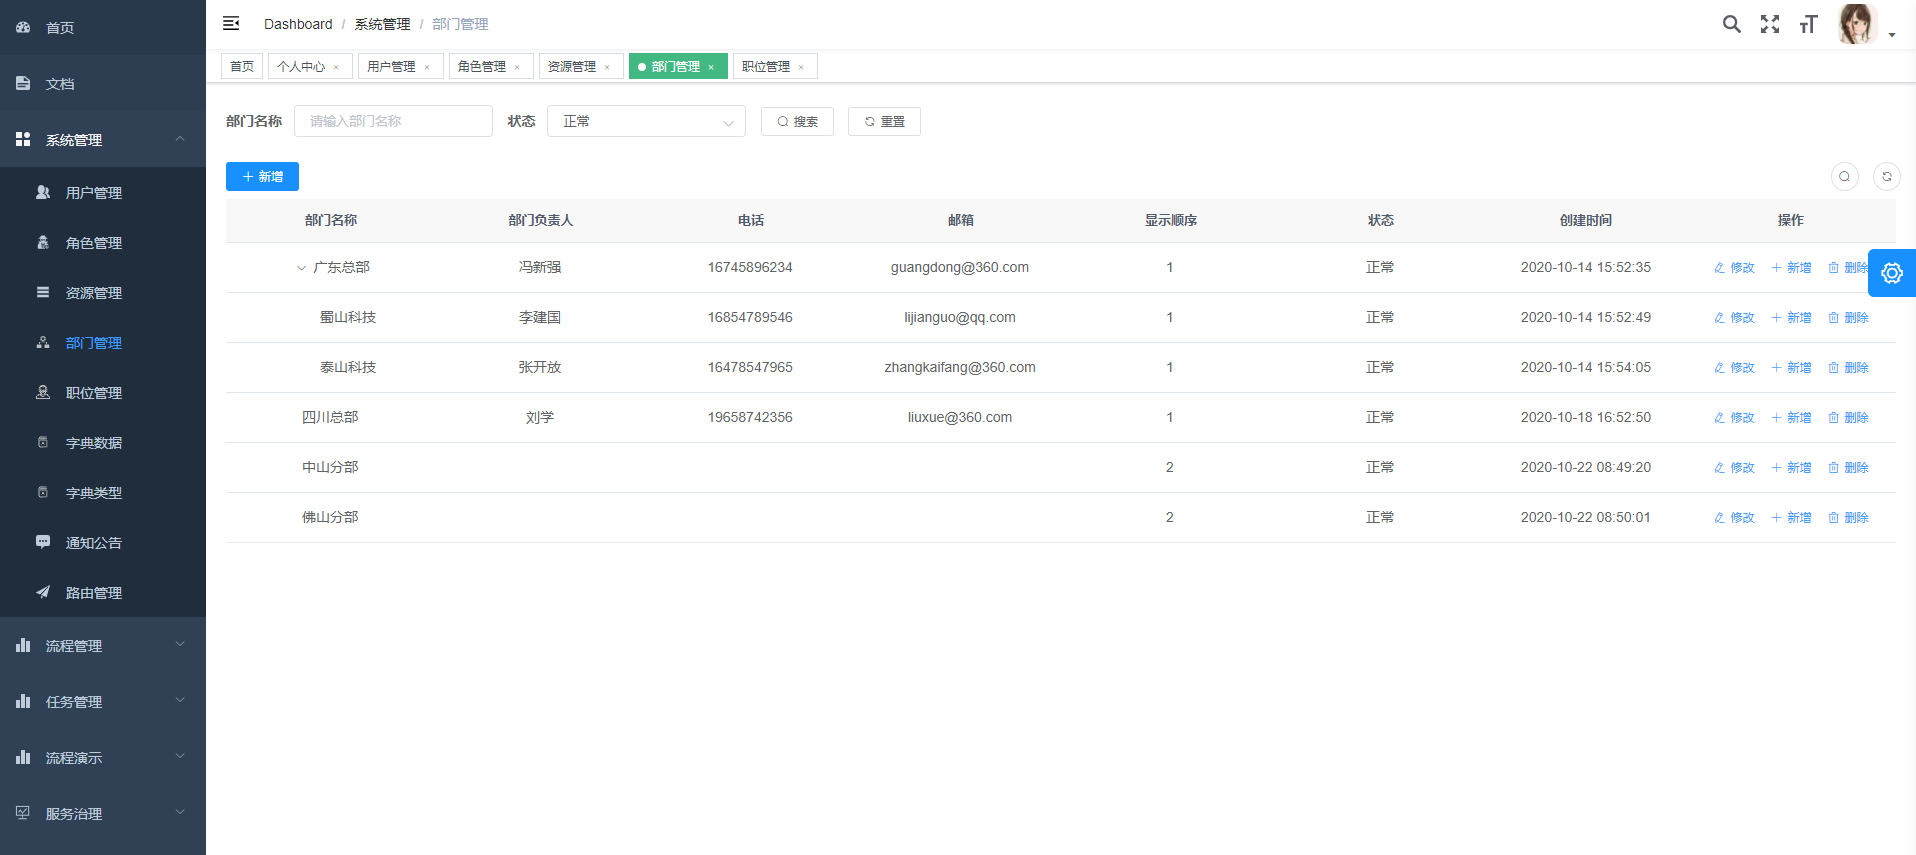 首页
文档
系统管理
用户管理
角色管理
资源管理
部门管理
职位管理
字典数据
字典类型
通知公告
路由管理
流程管理
任务管理
流程演示
服务治理
Dashboard / 系统管理 / 部门管理
首页 个人中心 × 用户管理 × 角色管理 × 资源管理 × 部门管理 × 职位管理 ×
部门名称 请输入部门名称 状态 正常 搜索 重置
新增
部门名称 部门负责人 电话 邮箱 显示顺序 状态 创建时间 操作
广东总部 冯新强 16745896234 guangdong@360.com 1 正常 2020-10-14 15:52:35 修改 新增 删除
蜀山科技 李建国 16854789546 lijianguo@qq.com 1 正常 2020-10-14 15:52:49 修改 新增 删除
泰山科技 张开放 16478547965 zhangkaifang@360.com 1 正常 2020-10-14 15:54:05 修改 新增 删除
四川总部 刘学 19658742356 liuxue@360.com 1 正常 2020-10-18 16:52:50 修改 新增 删除
中山分部 2 正常 2020-10-22 08:49:20 修改 新增 删除
佛山分部 2 正常 2020-10-22 08:50:01 修改 新增 删除